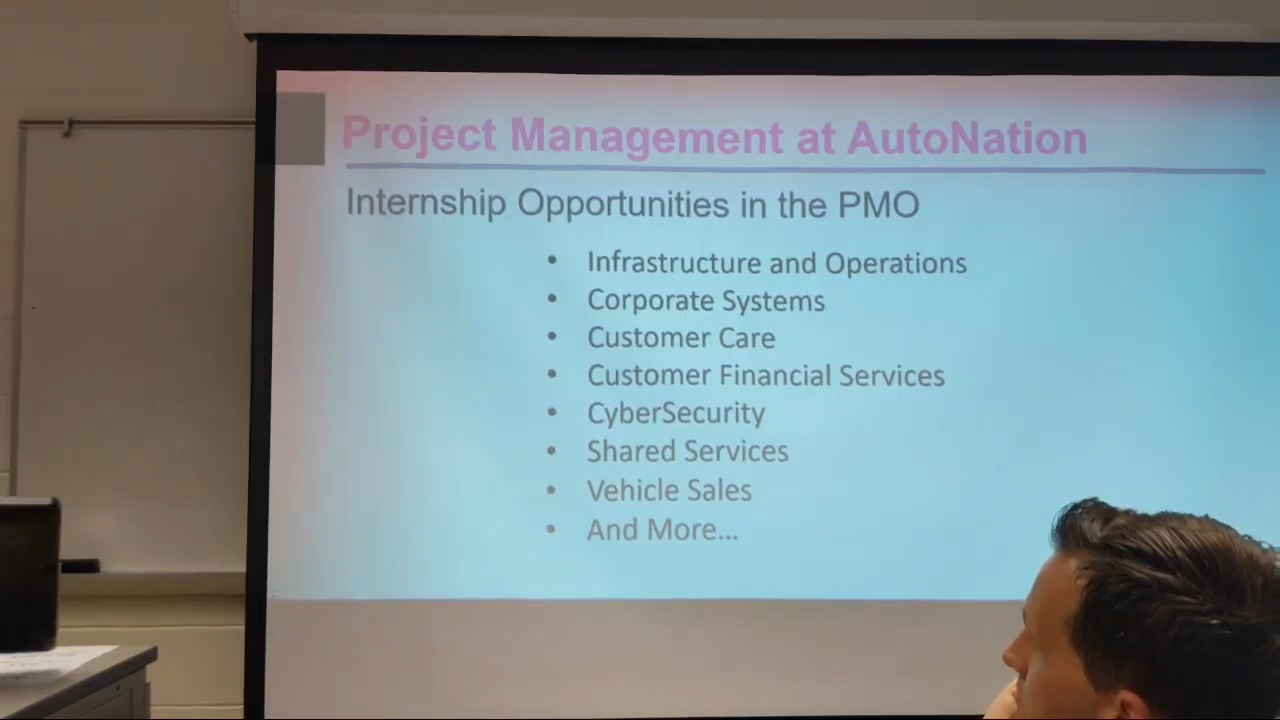 Project Management at AutoNation
Internship Opportunities in the PMO
• Infrastructure and Operations
• Corporate Systems
• Customer Care
• Customer Financial Services
• CyberSecurity
• Shared Services
• Vehicle Sales
• And More...